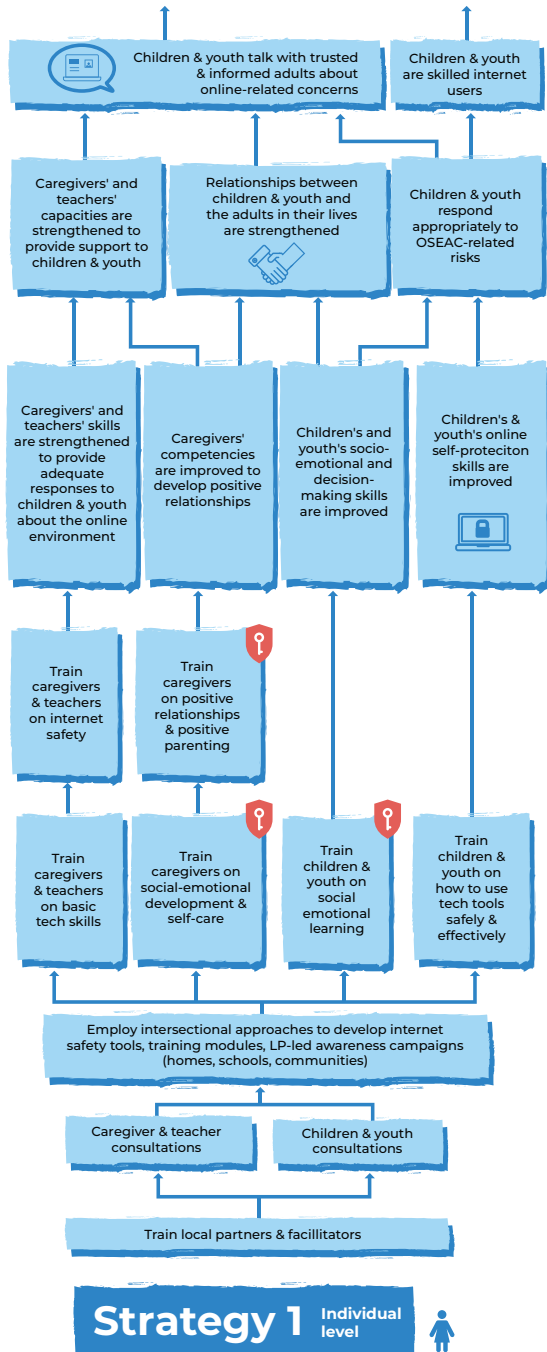 Children & youth talk with trusted
& informed adults about
online-related concerns
Children & youth
are skilled internet
users
Caregivers' and
teachers'
capacities are
strengthened to
provide support to
children & youth
Relationships between
children & youth and
the adults in their lives
are strengthened
Children & youth
respond
appropriately to
OSEAC-related
risks
Caregivers' and
teachers' skills
are strengthened
to provide
adequate
responses to
children & youth
about the online
environment
Caregivers'
competencies
are improved to
develop positive
relationships
Children's and
youth's socio-
emotional and
decision-
making skills
are improved
Children's &
youth's online
self-proteciton
skills are
improved
Train
caregivers
& teachers
on internet
safety
Train
caregivers
on positive
relationships
& positive
parenting
Train
caregivers
& teachers
on basic
tech skills
Train
caregivers on
social-emotional
development &
self-care
Train
children &
youth on
social
emotional
learning
Train
children &
youth on
how to use
tech tools
safely &
effectively
Employ intersectional approaches to develop internet
safety tools, training modules, LP-led awareness campaigns
(homes, schools, communities)
Caregiver & teacher
consultations
Children & youth
consultations
Train local partners & facillitators
Strategy 1
Individual
level